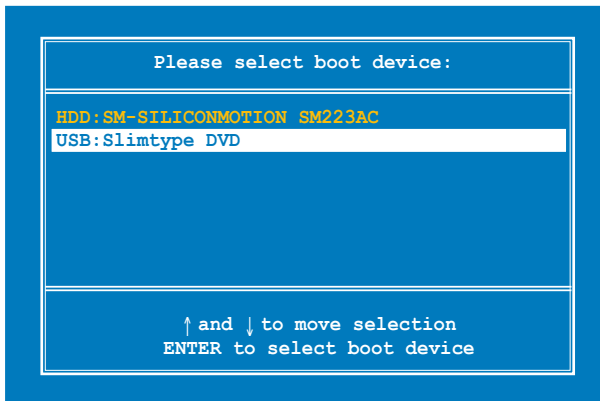 Please select boot device:
HDD:SM-SILICONMOTION SM223AC
USB:Slimtype DVD
↑ and ↓ to move selection
ENTER to select boot device